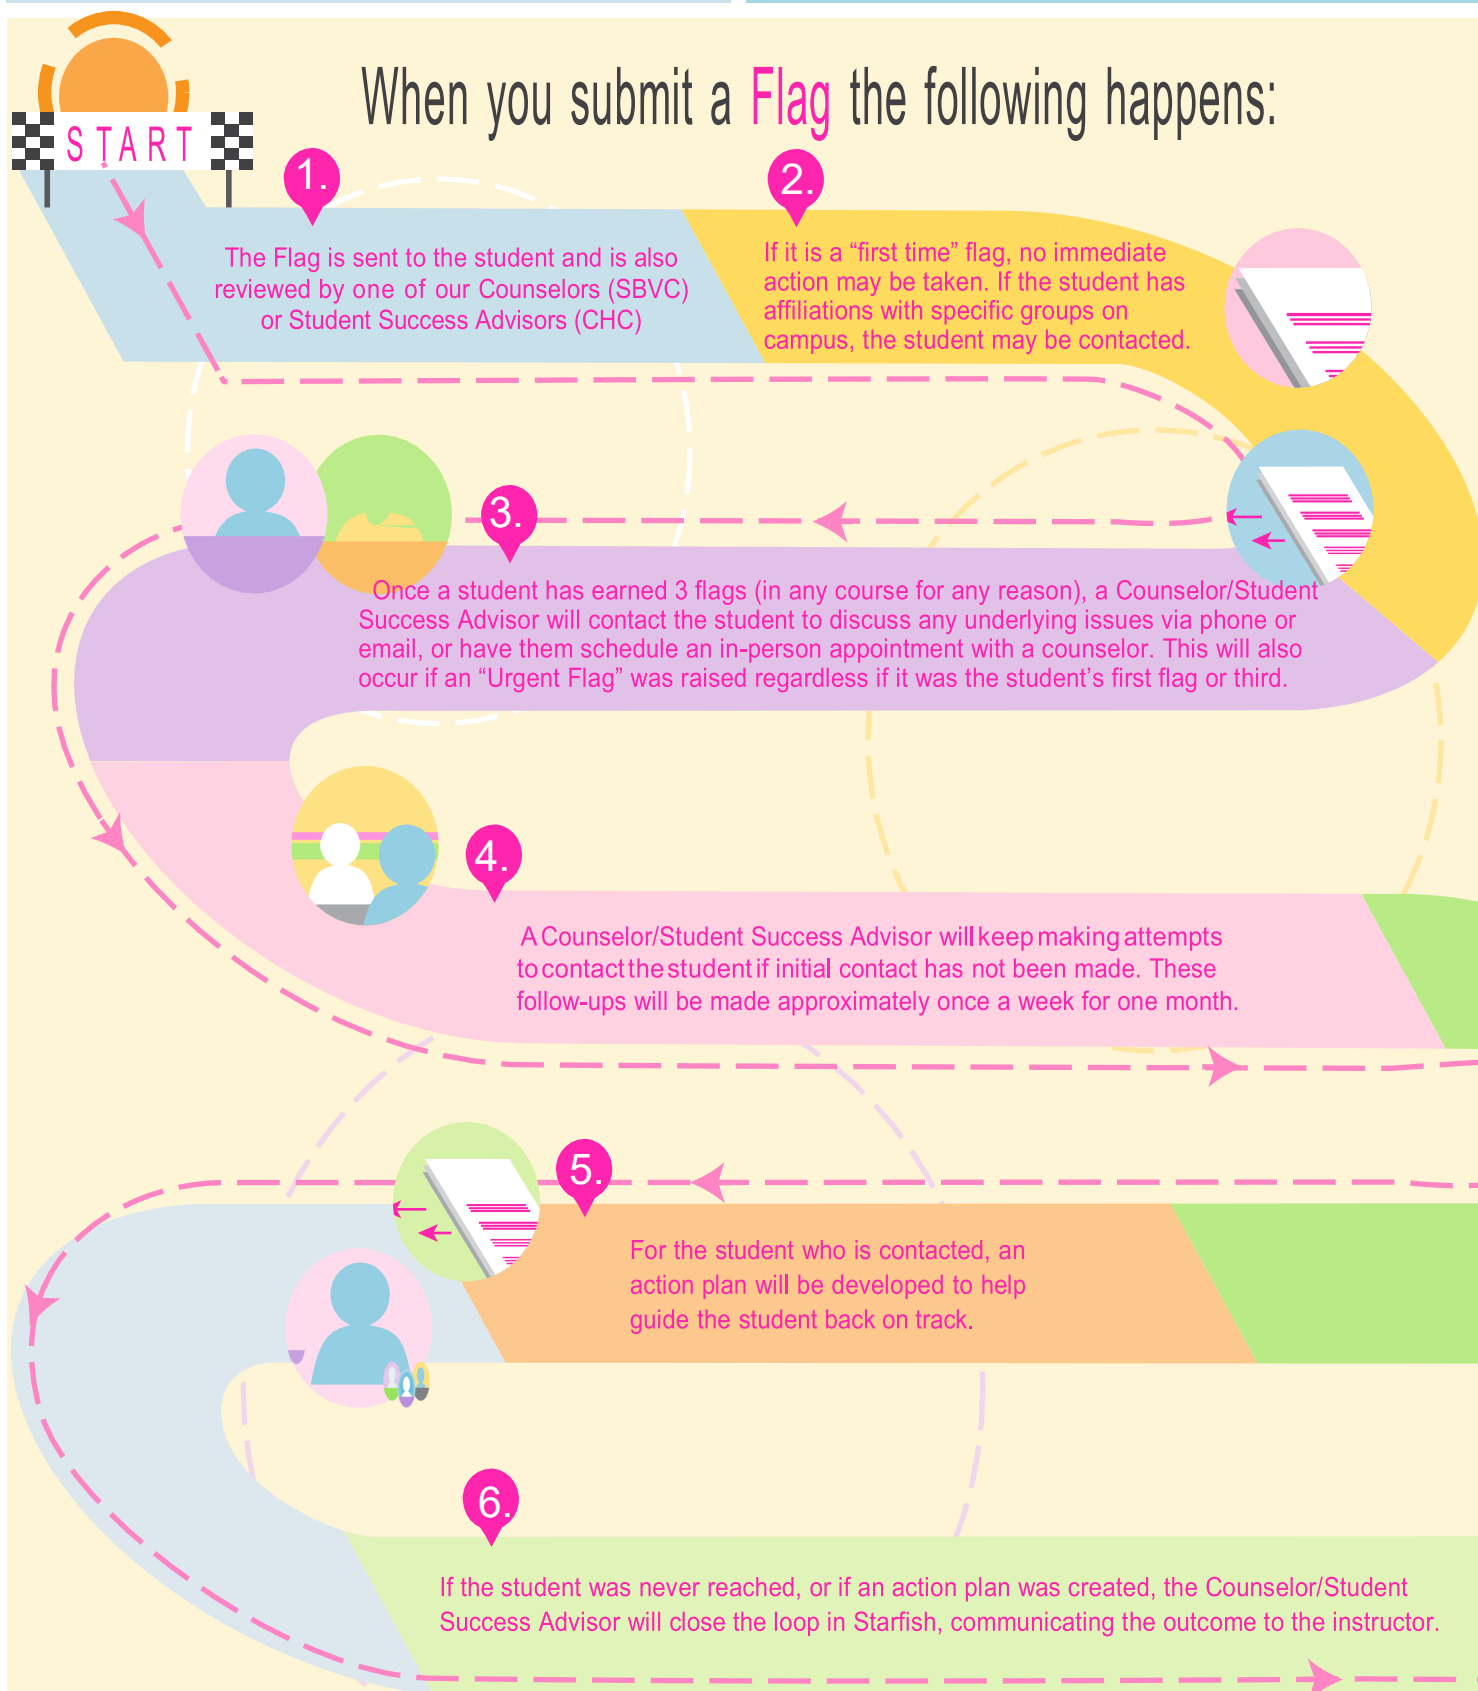 When you submit a Flag the following happens:
START
1.
The Flag is sent to the student and is also
reviewed by one of our Counselors (SBVC)
or Student Success Advisors (CHC)
2.
If it is a “first time” flag, no immediate
action may be taken. If the student has
affiliations with specific groups on
campus, the student may be contacted.
3.
Once a student has earned 3 flags (in any course for any reason), a Counselor/Student
Success Advisor will contact the student to discuss any underlying issues via phone or
email, or have them schedule an in-person appointment with a counselor. This will also
occur if an “Urgent Flag” was raised regardless if it was the student’s first flag or third.
4.
A Counselor/Student Success Advisor will keep making attempts
to contact the student if initial contact has not been made. These
follow-ups will be made approximately once a week for one month.
5.
For the student who is contacted, an
action plan will be developed to help
guide the student back on track.
6.
If the student was never reached, or if an action plan was created, the Counselor/Student
Success Advisor will close the loop in Starfish, communicating the outcome to the instructor.